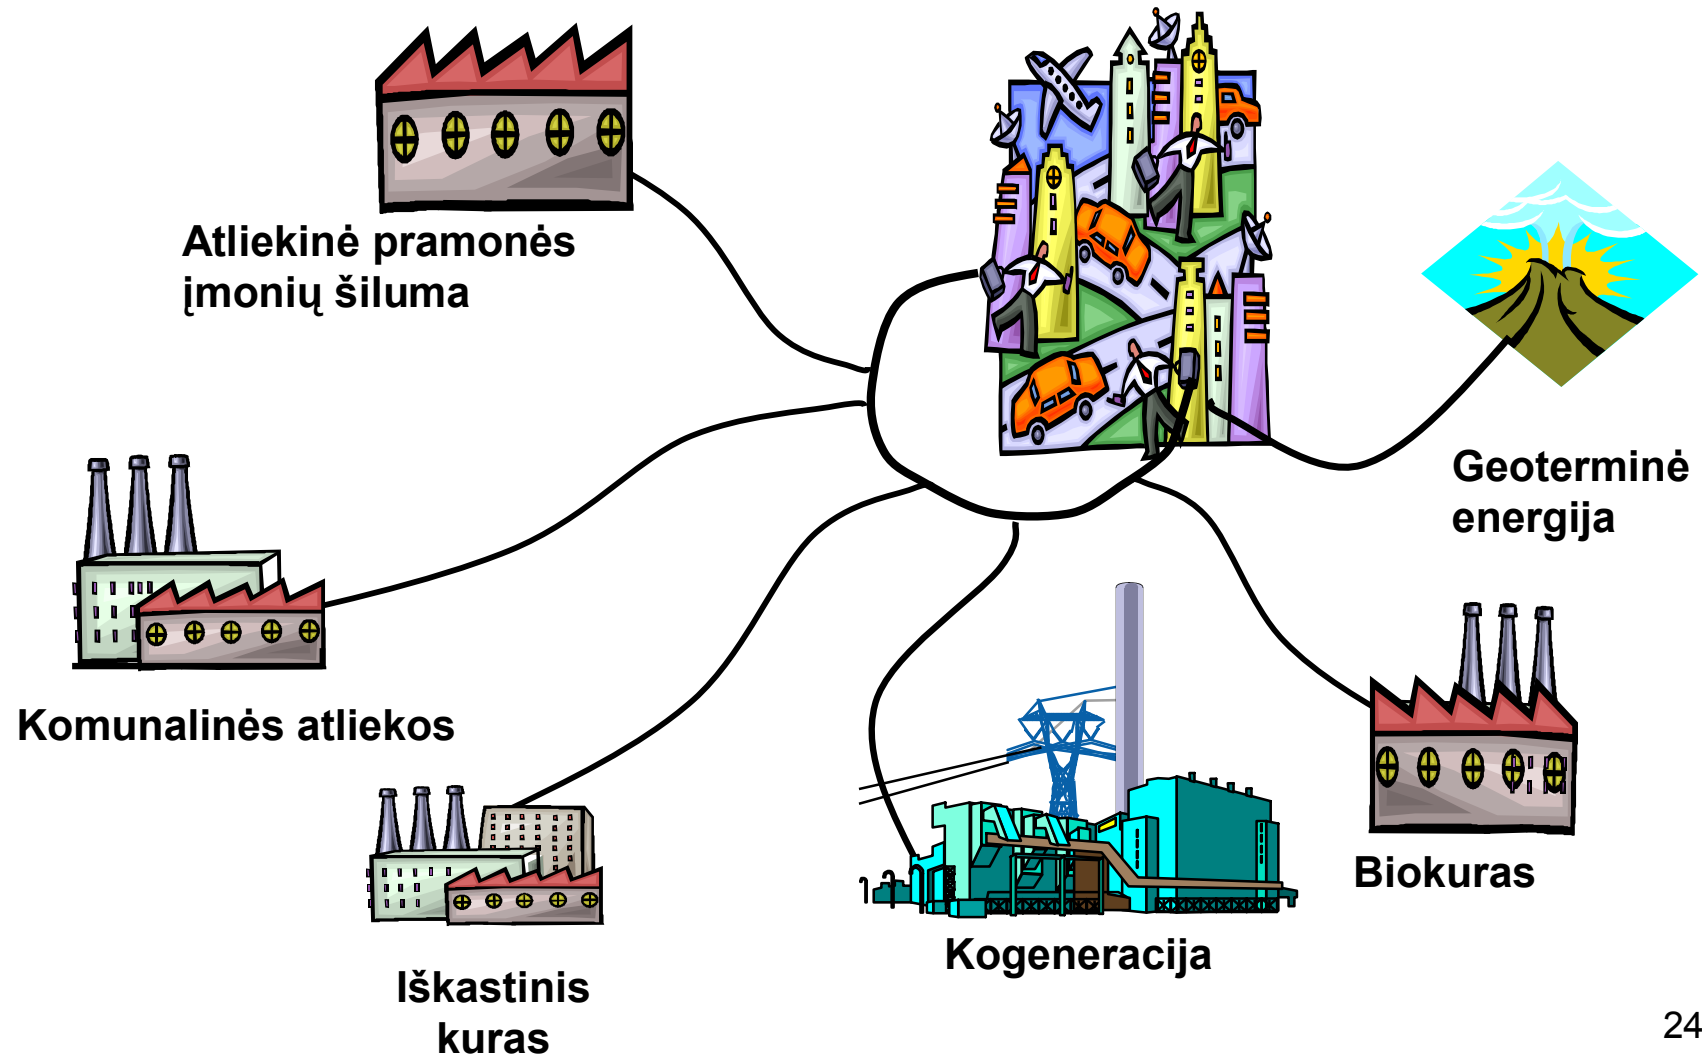 Atliekinė pramonės
įmonių šiluma
Geoterminė
energija
Komunalinės atliekos
Biokuras
Kogeneracija
Iškastinis
kuras
24